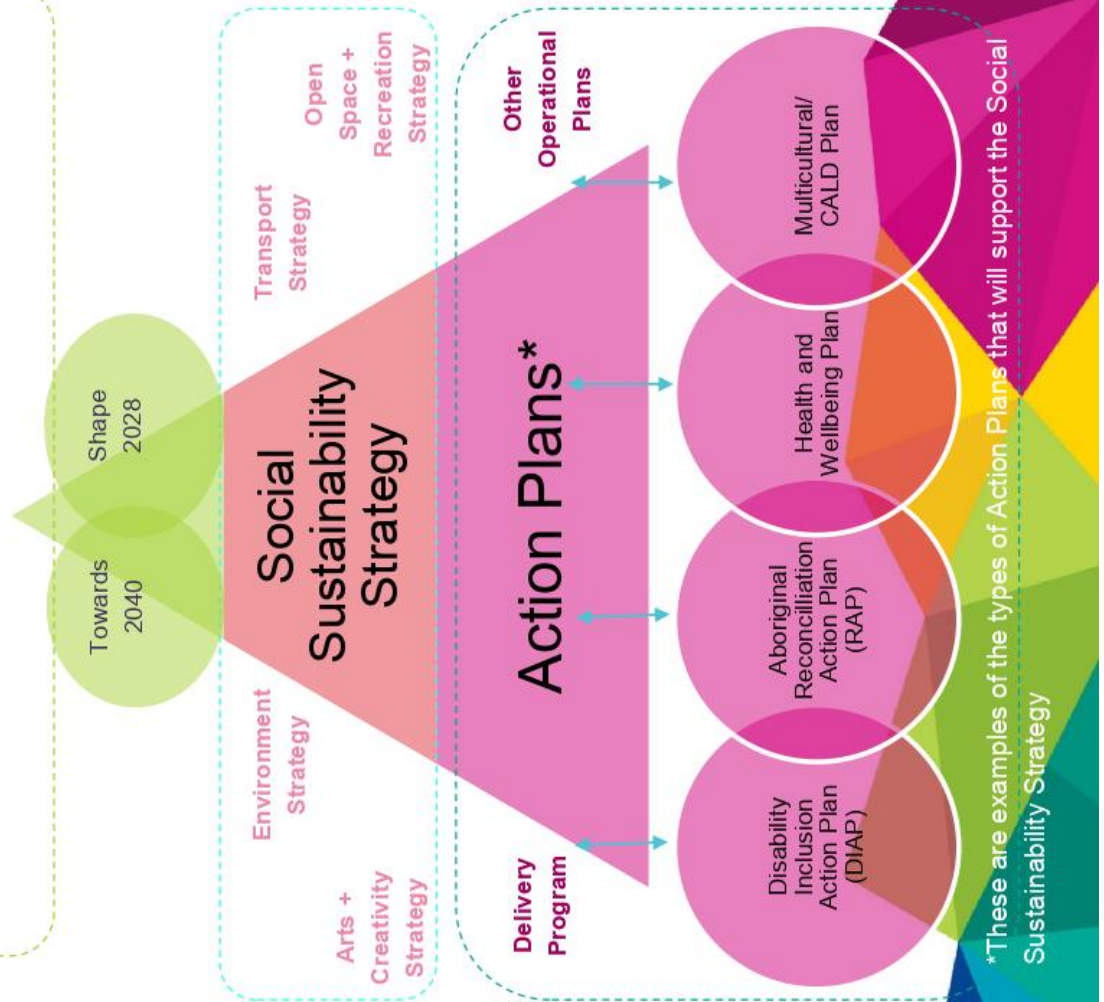 Towards
2040
Shape
2028
Arts +
Creativity
Strategy
Environment
Strategy
Social
Sustainability
Strategy
Transport
Strategy
Open
Space +
Recreation
Strategy
Delivery
Program
Action Plans*
Other
Operational
Plans
Disability
Inclusion
Action Plan
(DIAP)
Aboriginal
Reconcilliation
Action Plan
(RAP)
Health and
Wellbeing Plan
Multicultural/
CALD Plan
*These are examples of the types of Action Plans that will support the Social
Sustainability Strategy